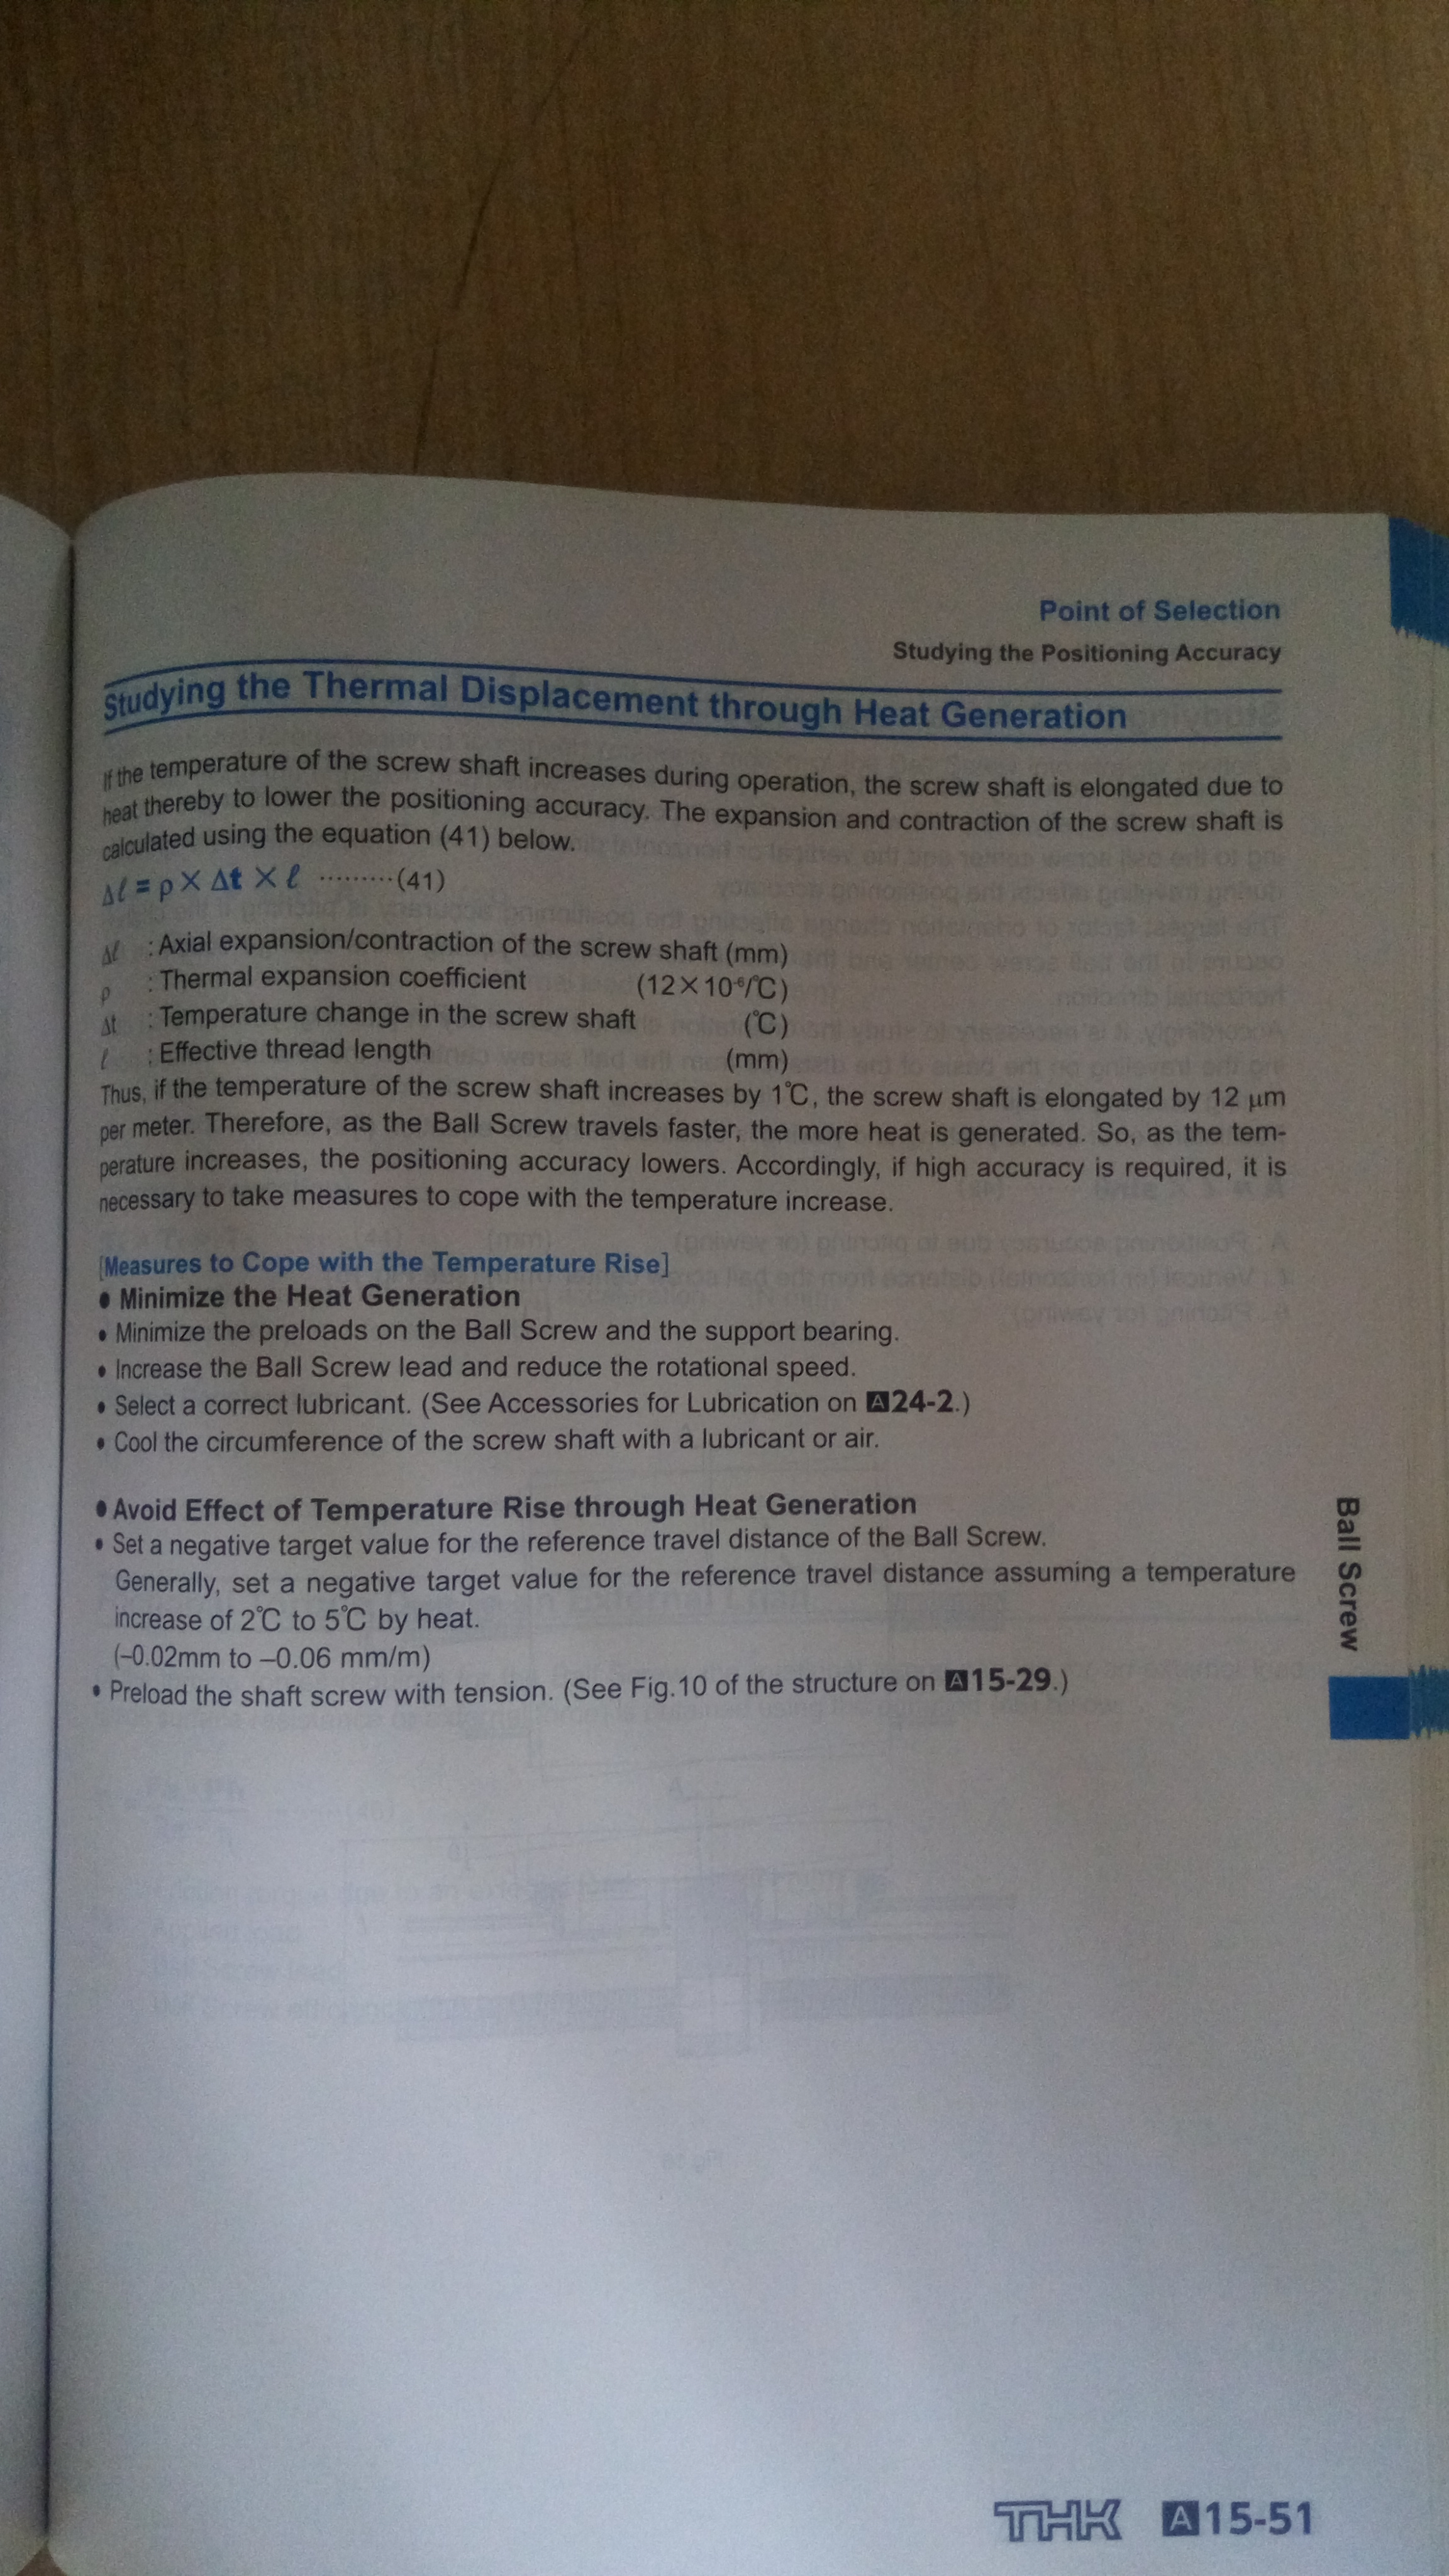 Point of Selection
Studying the Positioning Accuracy
Studying the Thermal Displacement through Heat Generation
If the temperature of the screw shaft increases during operation, the screw shaft is elongated due to
heat thereby to lower the positioning accuracy. The expansion and contraction of the screw shaft is
calculated using the equation (41) below.
Δℓ = ρ × Δt × ℓ ·········(41)
Δℓ : Axial expansion/contraction of the screw shaft (mm)
ρ : Thermal expansion coefficient (12×10⁻⁶/℃)
Δt : Temperature change in the screw shaft (℃)
ℓ : Effective thread length (mm)
Thus, if the temperature of the screw shaft increases by 1℃, the screw shaft is elongated by 12 μm
per meter. Therefore, as the Ball Screw travels faster, the more heat is generated. So, as the tem-
perature increases, the positioning accuracy lowers. Accordingly, if high accuracy is required, it is
necessary to take measures to cope with the temperature increase.
[Measures to Cope with the Temperature Rise]
● Minimize the Heat Generation
• Minimize the preloads on the Ball Screw and the support bearing.
• Increase the Ball Screw lead and reduce the rotational speed.
• Select a correct lubricant. (See Accessories for Lubrication on A24-2.)
• Cool the circumference of the screw shaft with a lubricant or air.
● Avoid Effect of Temperature Rise through Heat Generation
• Set a negative target value for the reference travel distance of the Ball Screw.
Generally, set a negative target value for the reference travel distance assuming a temperature
increase of 2℃ to 5℃ by heat.
(–0.02mm to –0.06 mm/m)
• Preload the shaft screw with tension. (See Fig.10 of the structure on A15-29.)
Ball Screw
THK A15-51